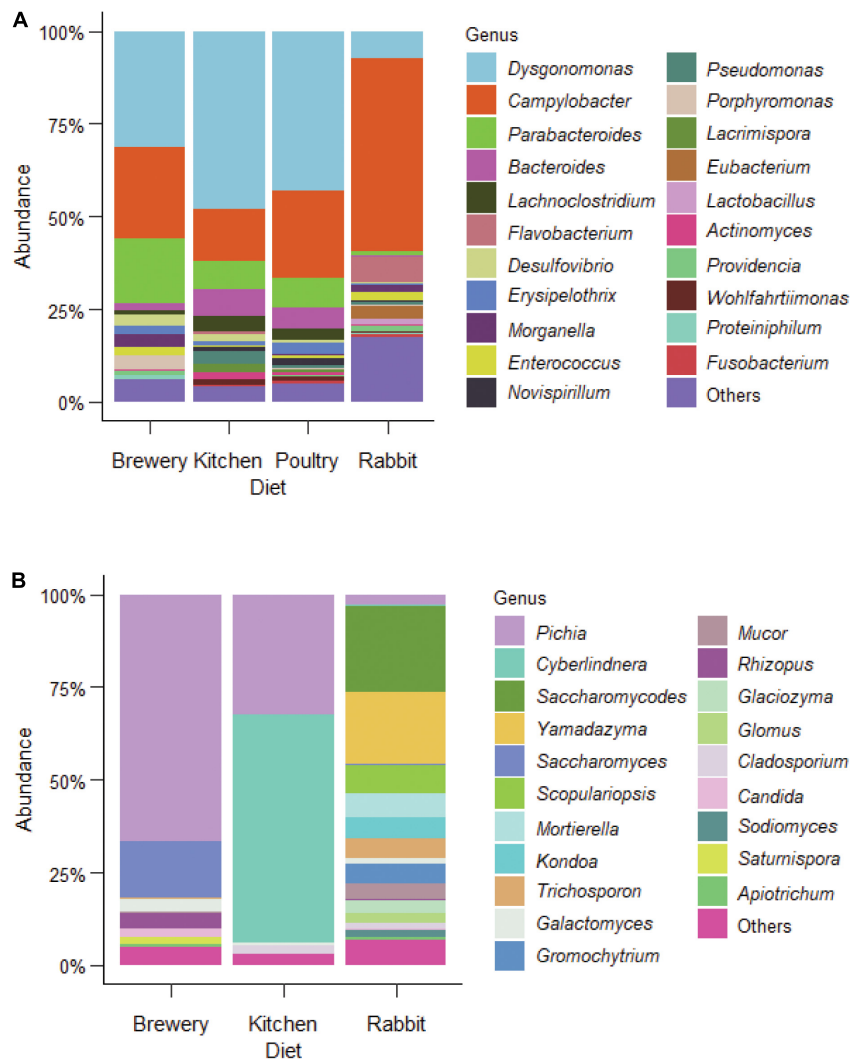 A
100%
75%
50%
25%
0%
Abundance
Brewery Kitchen Poultry Rabbit
Diet
Genus
Dysgonomonas
Campylobacter
Parabacteroides
Bacteroides
Lachnoclostridium
Flavobacterium
Desulfovibrio
Erysipelothrix
Morganella
Enterococcus
Novispirillum
Pseudomonas
Porphyromonas
Lacrimispora
Eubacterium
Lactobacillus
Actinomyces
Providencia
Wohlfahrtiimonas
Proteiniphilum
Fusobacterium
Others
B
100%
75%
50%
25%
0%
Abundance
Brewery Kitchen Rabbit
Diet
Genus
Pichia
Cyberlindnera
Saccharomycodes
Yamadazyma
Saccharomyces
Scopulariopsis
Mortierella
Kondoa
Trichosporon
Galactomyces
Gromochytrium
Mucor
Rhizopus
Glaciozyma
Glomus
Cladosporium
Candida
Sodiomyces
Saturnispora
Apiotrichum
Others